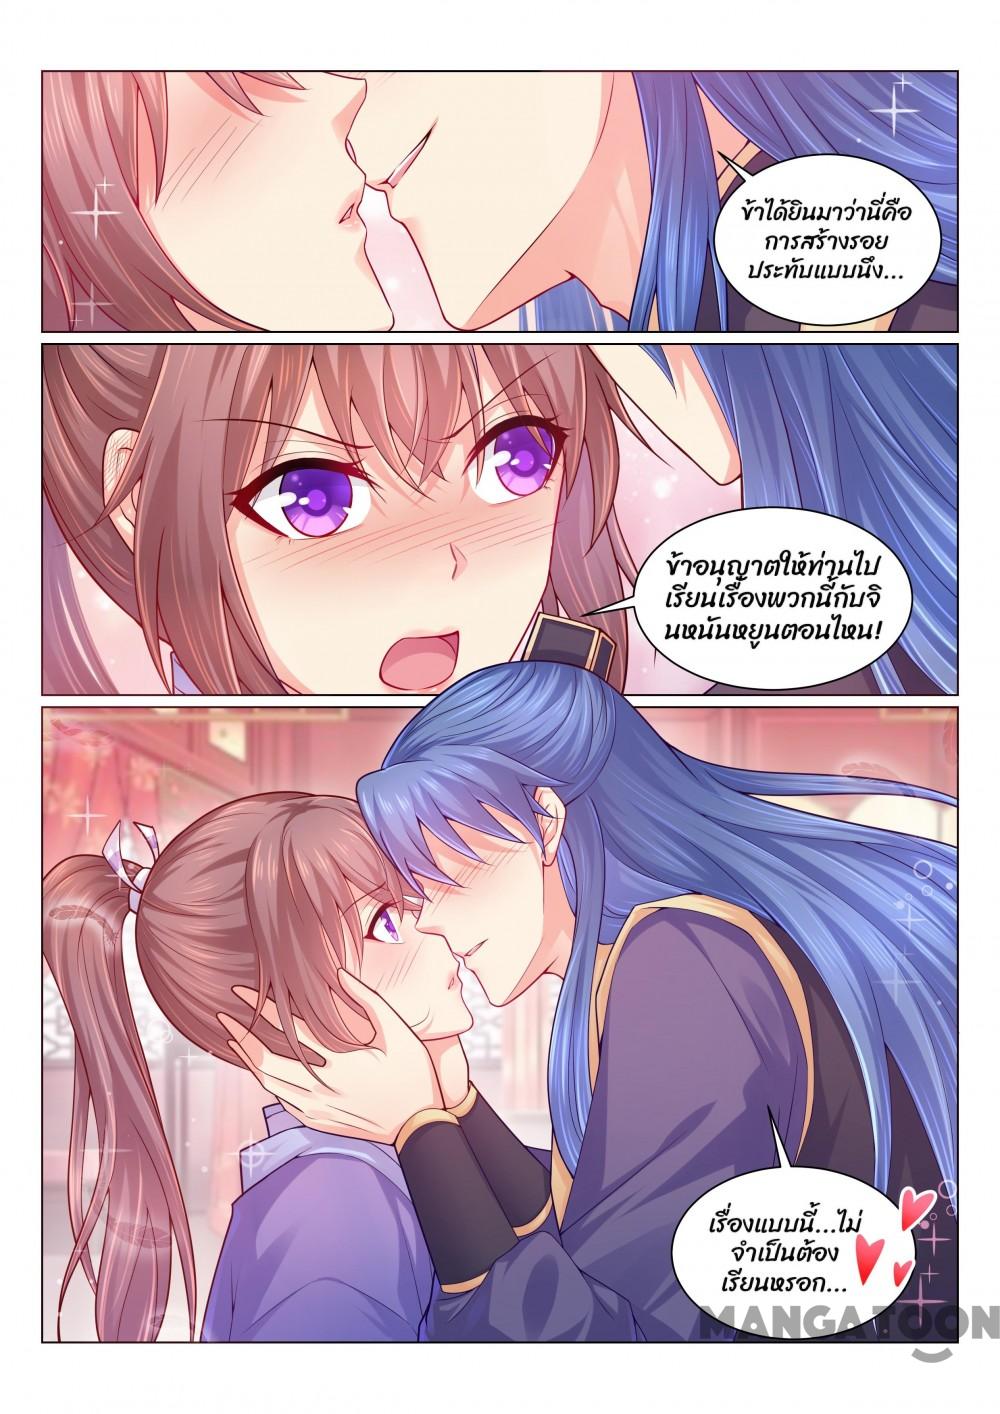 ข้าได้ยินมาว่านี่คือ
การสร้างรอย
ประทับแบบนึง...
ข้าอนุญาตให้ท่านไป
เรียนเรื่องพวกนี้กับจิ
นหนันหยูนตอนไหน!
เรื่องแบบนี้...ไม่
จำเป็นต้อง
เรียนหรอก...
MANGATOON